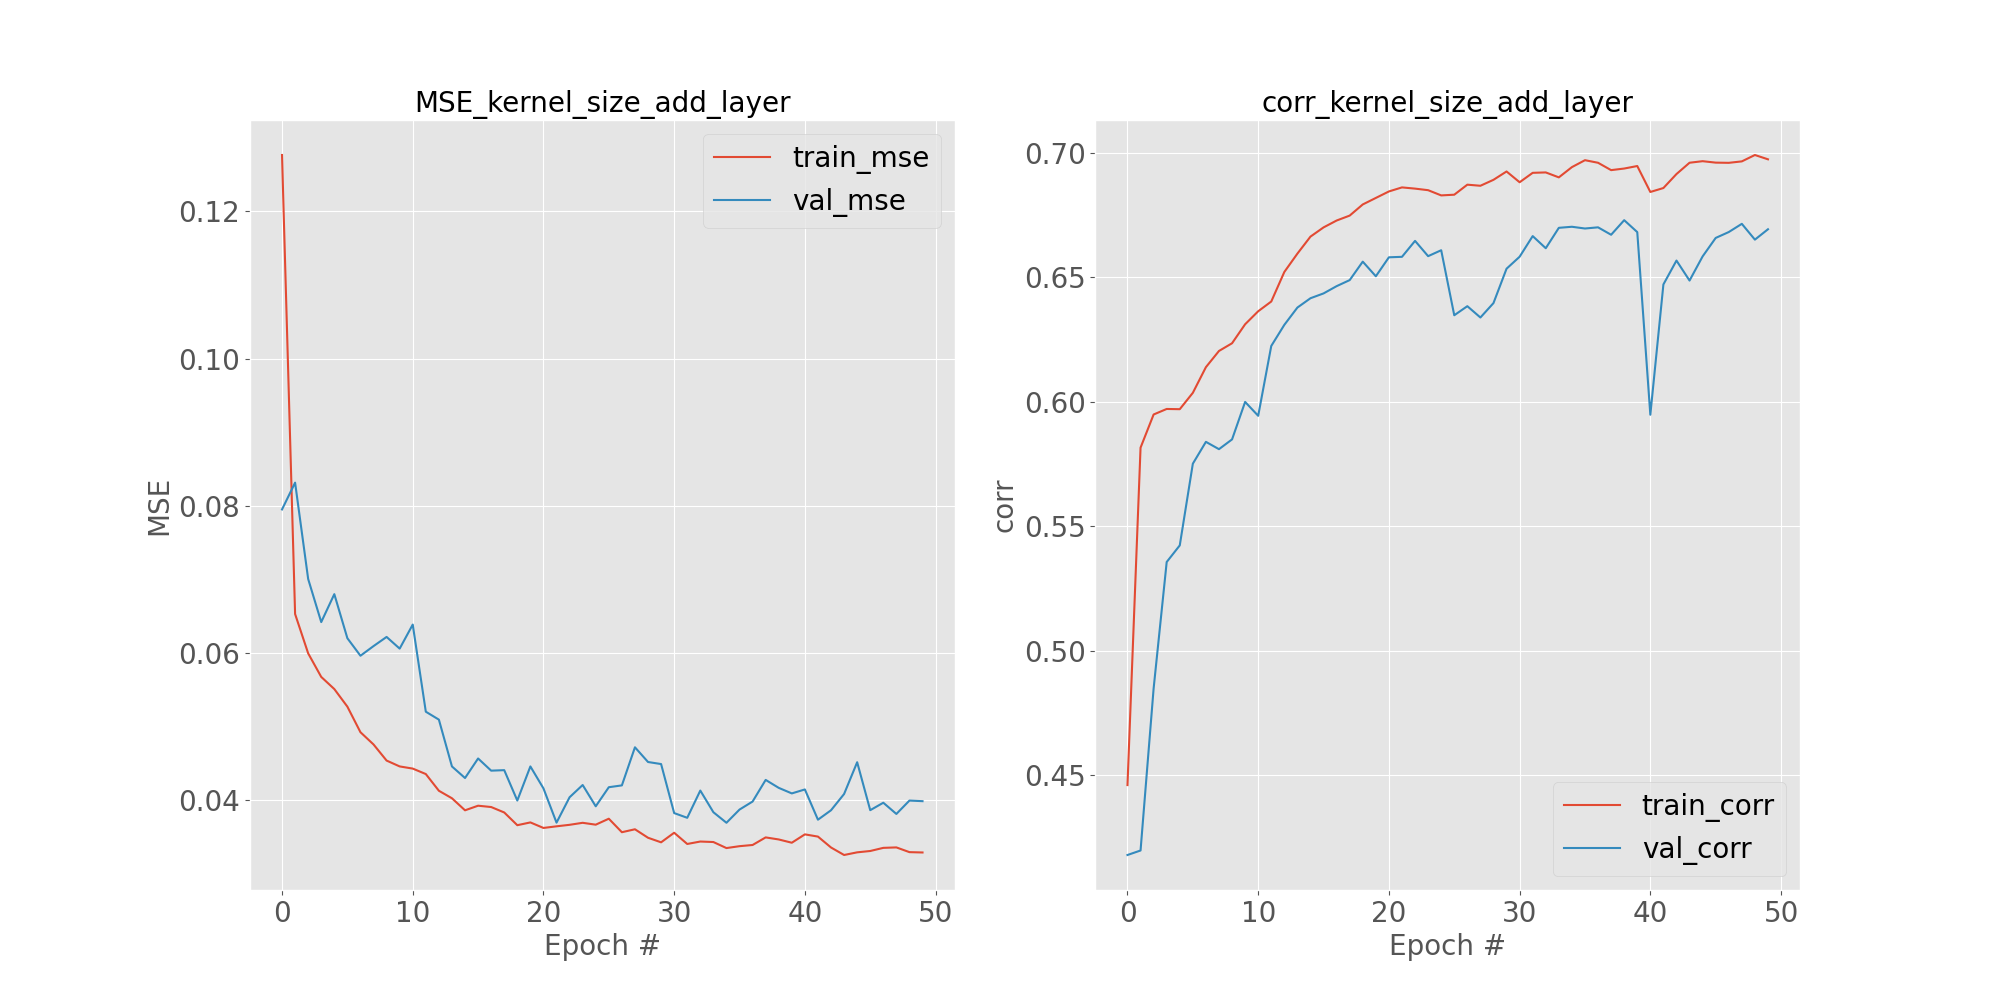 MSE_kernel_size_add_layer
train_mse
val_mse
0.12
0.10
0.08
0.06
0.04
MSE
0 10 20 30 40 50
Epoch #
corr_kernel_size_add_layer
0.70
0.65
0.60
0.55
0.50
0.45
corr
train_corr
val_corr
0 10 20 30 40 50
Epoch #